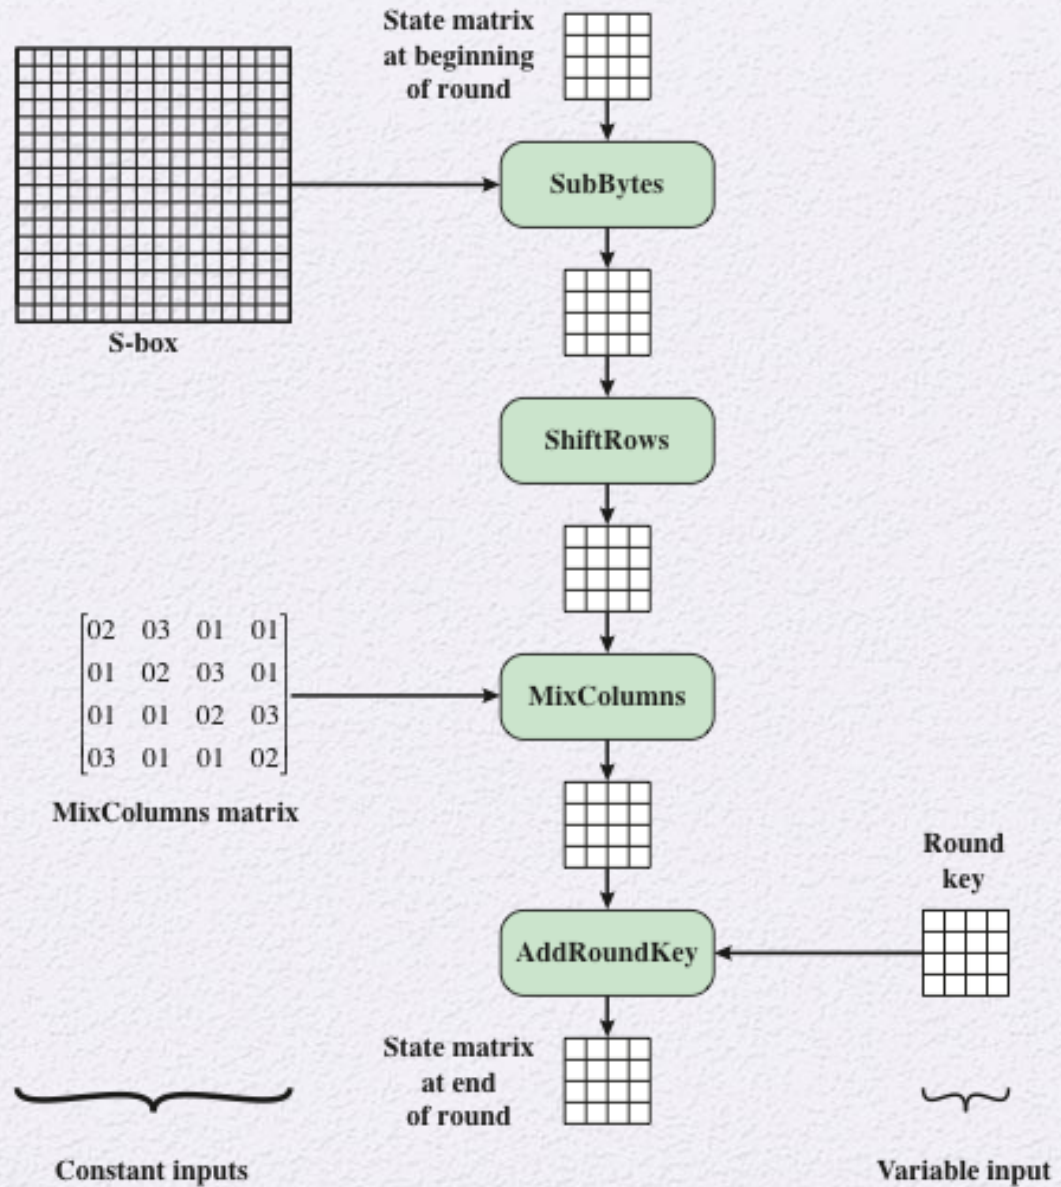 State matrix
at beginning
of round
SubBytes
S-box
ShiftRows
02 03 01 01
01 02 03 01
01 01 02 03
03 01 01 02
MixColumns
MixColumns matrix
Round
key
AddRoundKey
State matrix
at end
of round
Constant inputs
Variable input